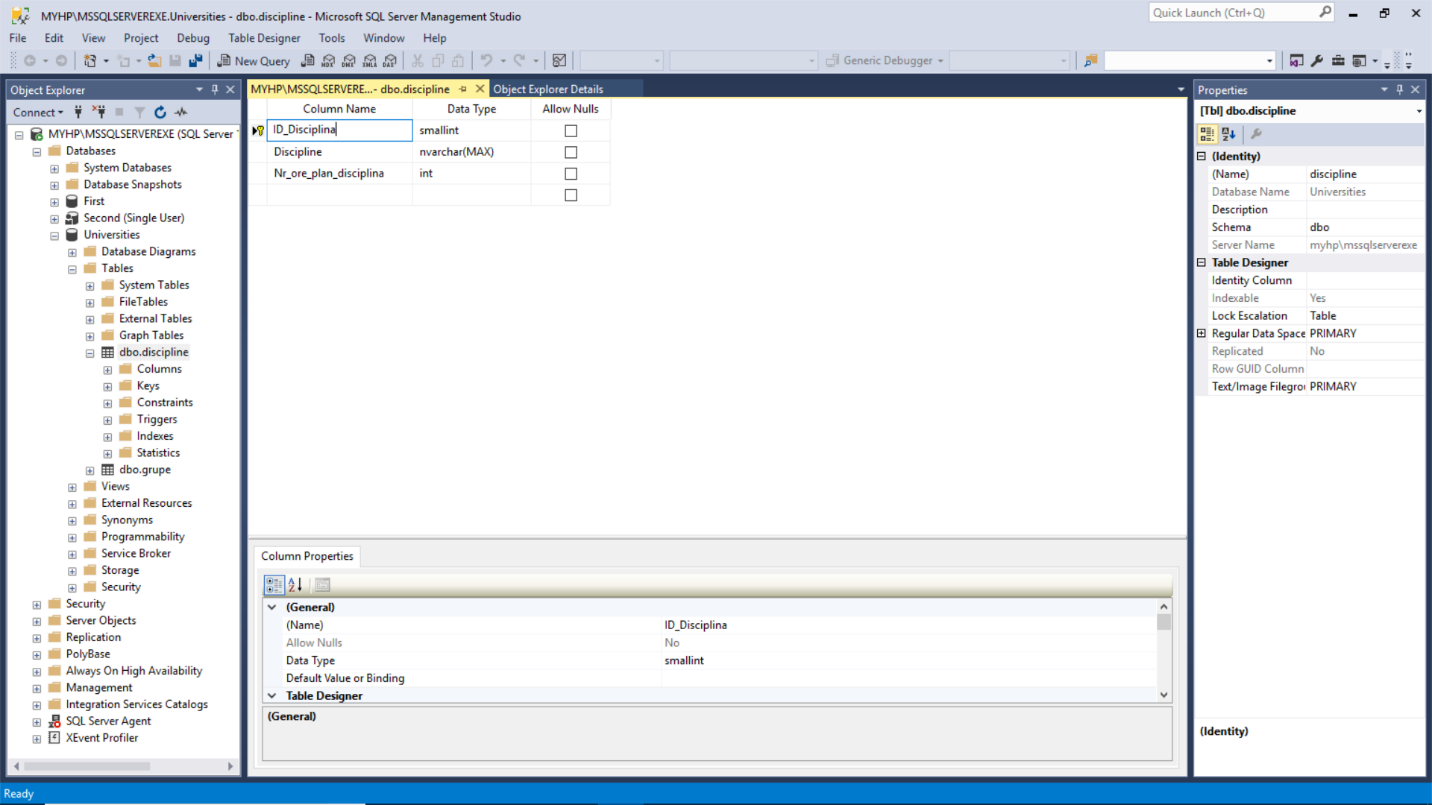 MYHP\MSSQLSERVEREXE.Universities - dbo.discipline - Microsoft SQL Server Management Studio
Quick Launch (Ctrl+Q)
File Edit View Project Debug Table Designer Tools Window Help
New Query MDX DMX XMLA DAX Generic Debugger
Object Explorer
Connect
MYHP\MSSQLSERVEREXE (SQL Server
Databases
System Databases
Database Snapshots
First
Second (Single User)
Universities
Database Diagrams
Tables
System Tables
FileTables
External Tables
Graph Tables
dbo.discipline
Columns
Keys
Constraints
Triggers
Indexes
Statistics
dbo.grupe
Views
External Resources
Synonyms
Programmability
Service Broker
Storage
Security
Security
Server Objects
Replication
PolyBase
Always On High Availability
Management
Integration Services Catalogs
SQL Server Agent
XEvent Profiler
MYHP\MSSQLSERVERE...- dbo.discipline Object Explorer Details
Column Name Data Type Allow Nulls
ID_Disciplina smallint
Discipline nvarchar(MAX)
Nr_ore_plan_disciplina int
Column Properties
(General)
(Name) ID_Disciplina
Allow Nulls No
Data Type smallint
Default Value or Binding
Table Designer
(General)
Properties
[Tbl] dbo.discipline
(Identity)
(Name) discipline
Database Name Universities
Description
Schema dbo
Server Name myhp\mssqlserverexe
Table Designer
Identity Column
Indexable Yes
Lock Escalation Table
Regular Data Space PRIMARY
Replicated No
Row GUID Column
Text/Image Filegrou PRIMARY
(Identity)
Ready